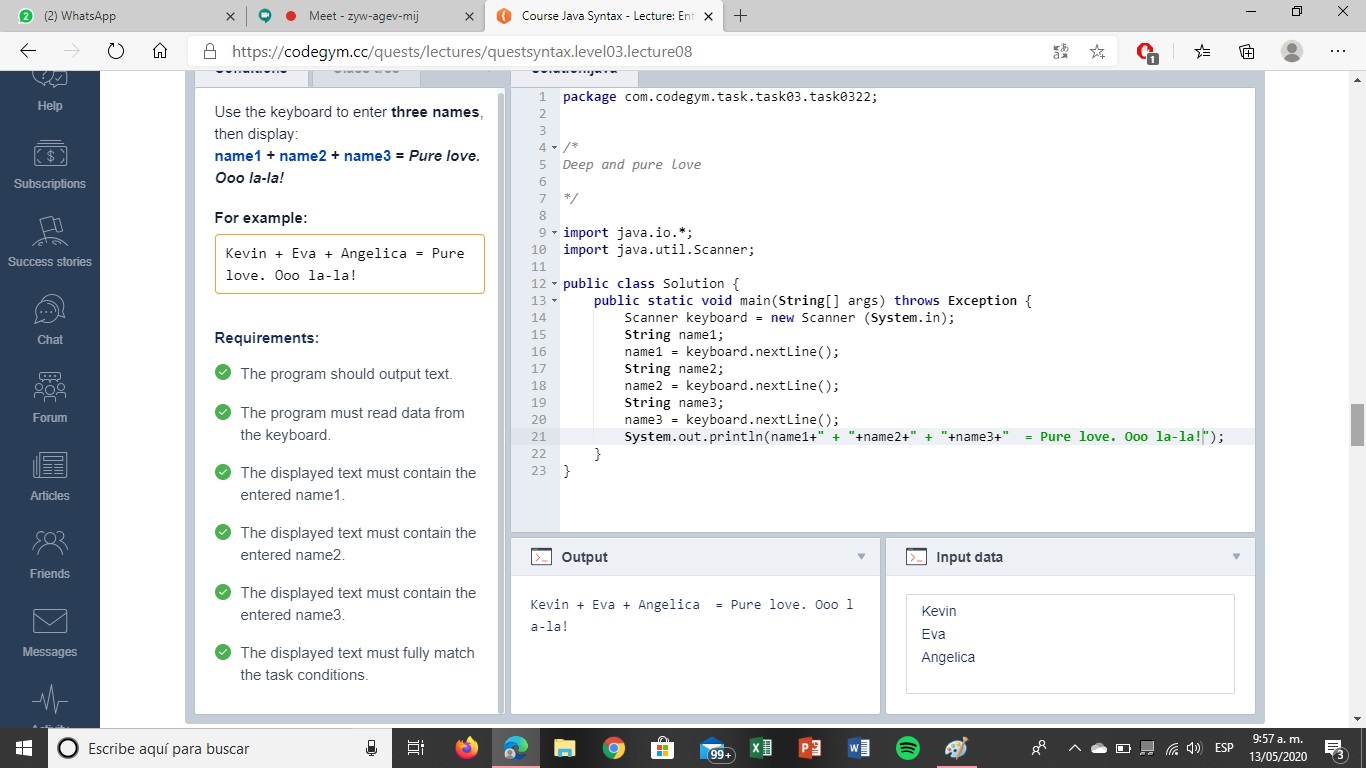 (2) WhatsApp
Meet - zyw-agev-mij
Course Java Syntax - Lecture: Ent
https://codegym.cc/quests/lectures/questsyntax.level03.lecture08
1
Help
Subscriptions
Success stories
Chat
Forum
Articles
Friends
Messages
Conditions
Class tree
Solution.java
Use the keyboard to enter three names,
then display:
name1 + name2 + name3 = Pure love.
Ooo la-la!
For example:
Kevin + Eva + Angelica = Pure
love. Ooo la-la!
Requirements:
The program should output text.
The program must read data from
the keyboard.
The displayed text must contain the
entered name1.
The displayed text must contain the
entered name2.
The displayed text must contain the
entered name3.
The displayed text must fully match
the task conditions.
1 package com.codegym.task.task03.task0322;
2
3
4 /*
5 Deep and pure love
6
7 */
8
9 import java.io.*;
10 import java.util.Scanner;
11
12 public class Solution {
13 public static void main(String[] args) throws Exception {
14 Scanner keyboard = new Scanner (System.in);
15 String name1;
16 name1 = keyboard.nextLine();
17 String name2;
18 name2 = keyboard.nextLine();
19 String name3;
20 name3 = keyboard.nextLine();
21 System.out.println(name1+" + "+name2+" + "+name3+"  = Pure love. Ooo la-la!");
22 }
23 }
Output
Kevin + Eva + Angelica  = Pure love. Ooo l
a-la!
Input data
Kevin
Eva
Angelica
Escribe aquí para buscar
99+
ESP
9:57 a. m.
13/05/2020
3